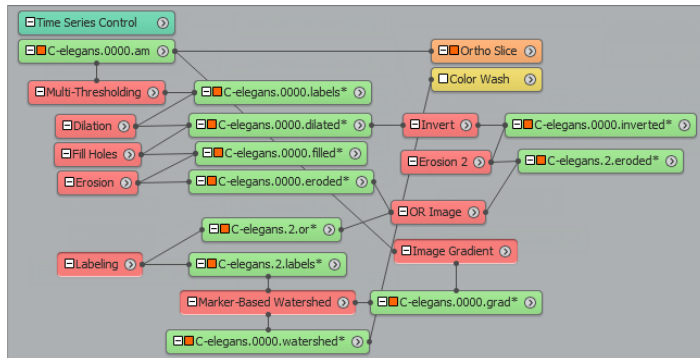 Time Series Control
C-elegans.0000.am
Ortho Slice
Color Wash
Multi-Thresholding
C-elegans.0000.labels*
Dilation
C-elegans.0000.dilated*
Invert
C-elegans.0000.inverted*
Fill Holes
C-elegans.0000.filled*
Erosion 2
C-elegans.2.eroded*
Erosion
C-elegans.0000.eroded*
OR Image
C-elegans.2.or*
Image Gradient
Labeling
C-elegans.2.labels*
Marker-Based Watershed
C-elegans.0000.grad*
C-elegans.0000.watershed*